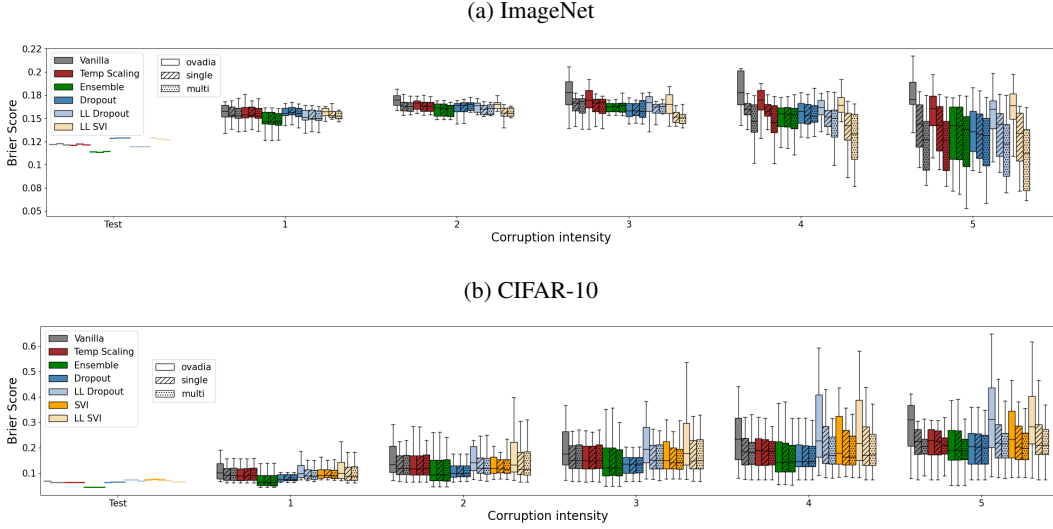 (a) ImageNet
0.22
0.2
0.18
0.15
0.12
0.1
0.08
0.05
Brier Score
Vanilla
Temp Scaling
Ensemble
Dropout
LL Dropout
LL SVI
ovadia
single
multi
Test
1
2
3
4
5
Corruption intensity
(b) CIFAR-10
0.6
0.5
0.4
0.3
0.2
0.1
Brier Score
Vanilla
Temp Scaling
Ensemble
Dropout
LL Dropout
SVI
LL SVI
ovadia
single
multi
Test
1
2
3
4
5
Corruption intensity